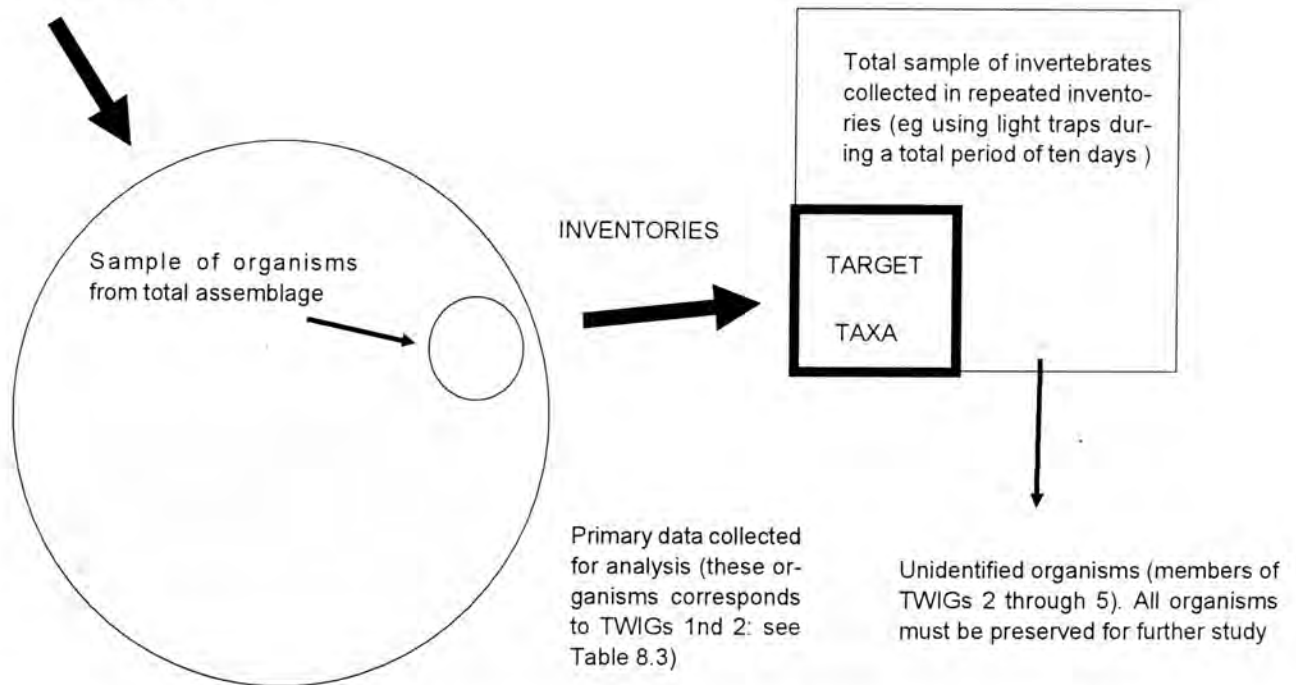 Total sample of invertebrates
collected in repeated invento-
ries (eg using light traps dur-
ing a total period of ten days )
INVENTORIES
Sample of organisms
from total assemblage
TARGET
TAXA
Primary data collected
for analysis (these or-
ganisms corresponds
to TWIGs 1nd 2: see
Table 8.3)
Unidentified organisms (members of
TWIGs 2 through 5). All organisms
must be preserved for further study